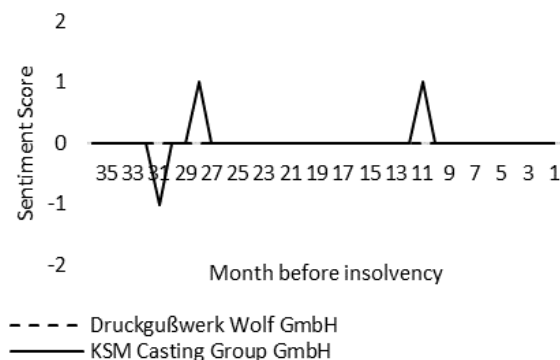 2
1
0
-1
-2
Sentiment Score
35 33 31 29 27 25 23 21 19 17 15 13 11 9 7 5 3 1
Month before insolvency
Druckgußwerk Wolf GmbH
KSM Casting Group GmbH